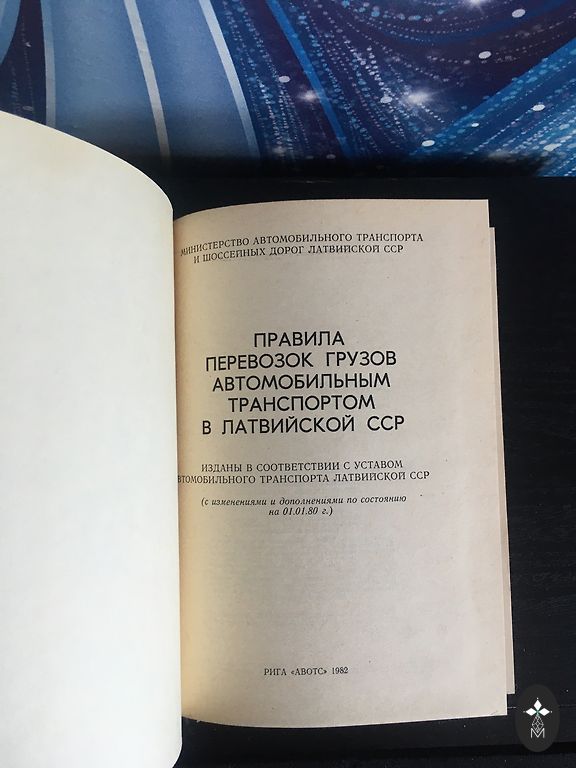 МИНИСТЕРСТВО АВТОМОБИЛЬНОГО ТРАНСПОРТА
И ШОССЕЙНЫХ ДОРОГ ЛАТВИЙСКОЙ ССР
ПРАВИЛА
ПЕРЕВОЗОК ГРУЗОВ
АВТОМОБИЛЬНЫМ
ТРАНСПОРТОМ
В ЛАТВИЙСКОЙ ССР
ИЗДАНЫ В СООТВЕТСТВИИ С УСТАВОМ
ВТОМОБИЛЬНОГО ТРАНСПОРТА ЛАТВИЙСКОЙ ССР
(с изменениями и дополнениями по состоянию
на 01.01.80 г.)
РИГА «АВОТС» 1982
М